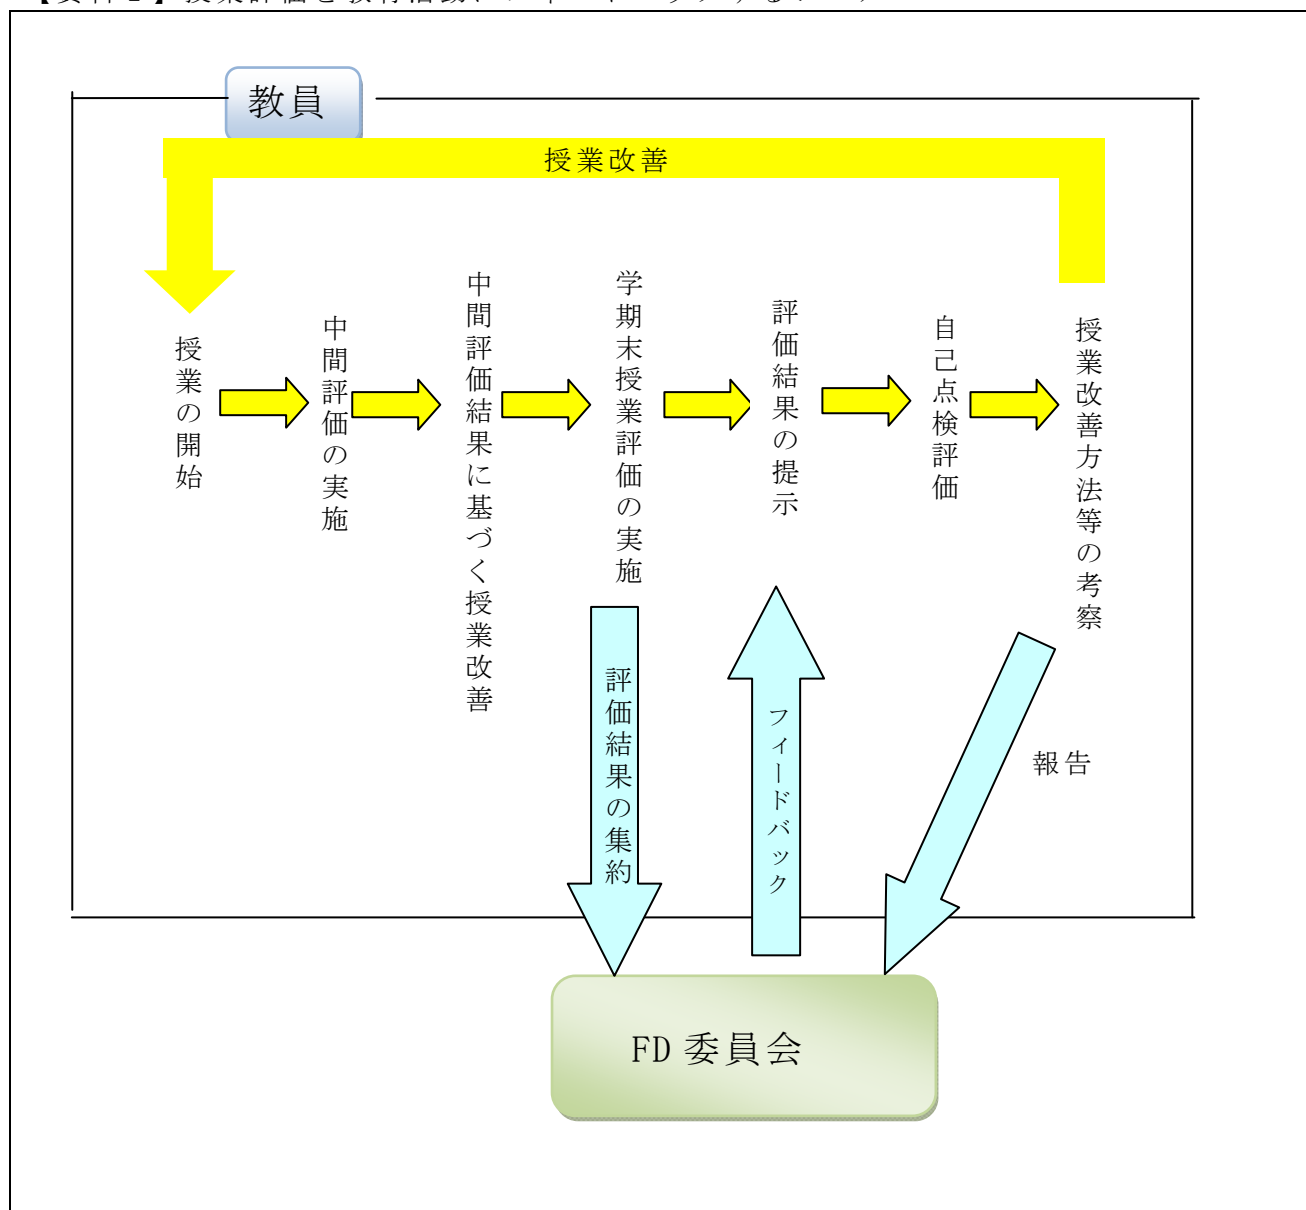 教員
授業改善
授業の開始
中間評価の実施
中間評価結果に基づく授業改善
学期末授業評価の実施
評価結果の提示
自己点検評価
授業改善方法等の考察
評価結果の集約
フィードバック
報告
FD 委員会